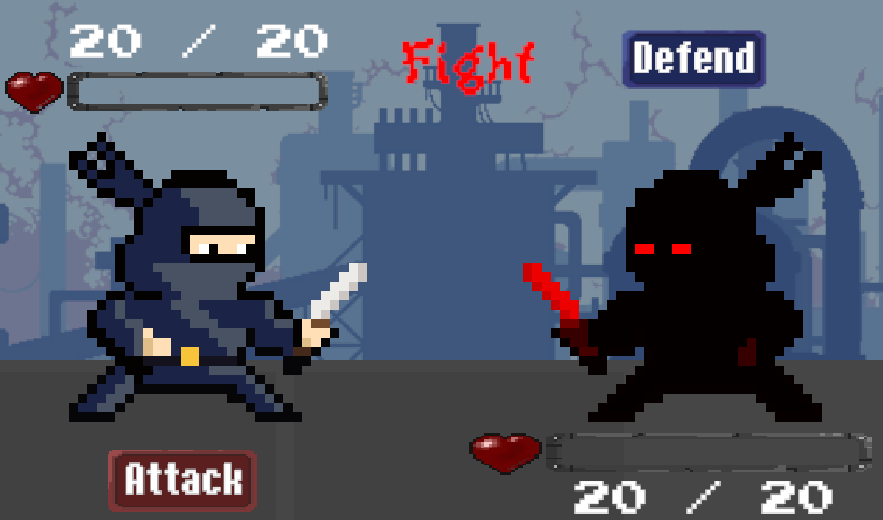 20 / 20
Fight
Defend
Attack
20 / 20